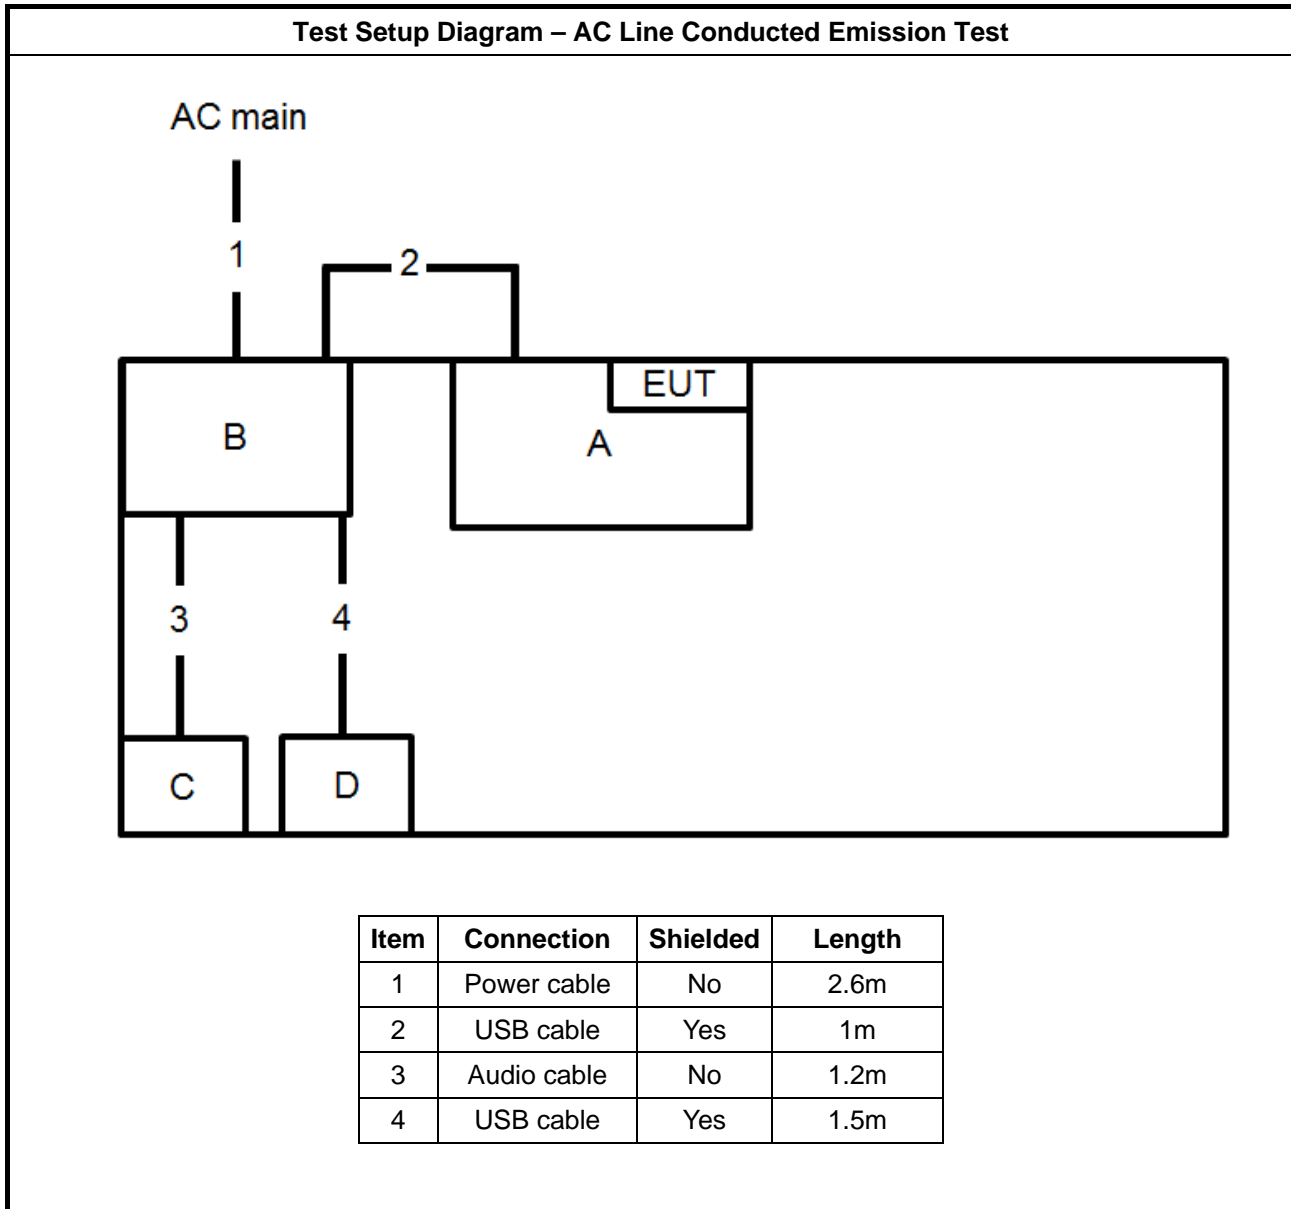 Test Setup Diagram – AC Line Conducted Emission Test
AC main
1
2
EUT
B
A
3
4
C
D
Item Connection Shielded Length
1 Power cable No 2.6m
2 USB cable Yes 1m
3 Audio cable No 1.2m
4 USB cable Yes 1.5m